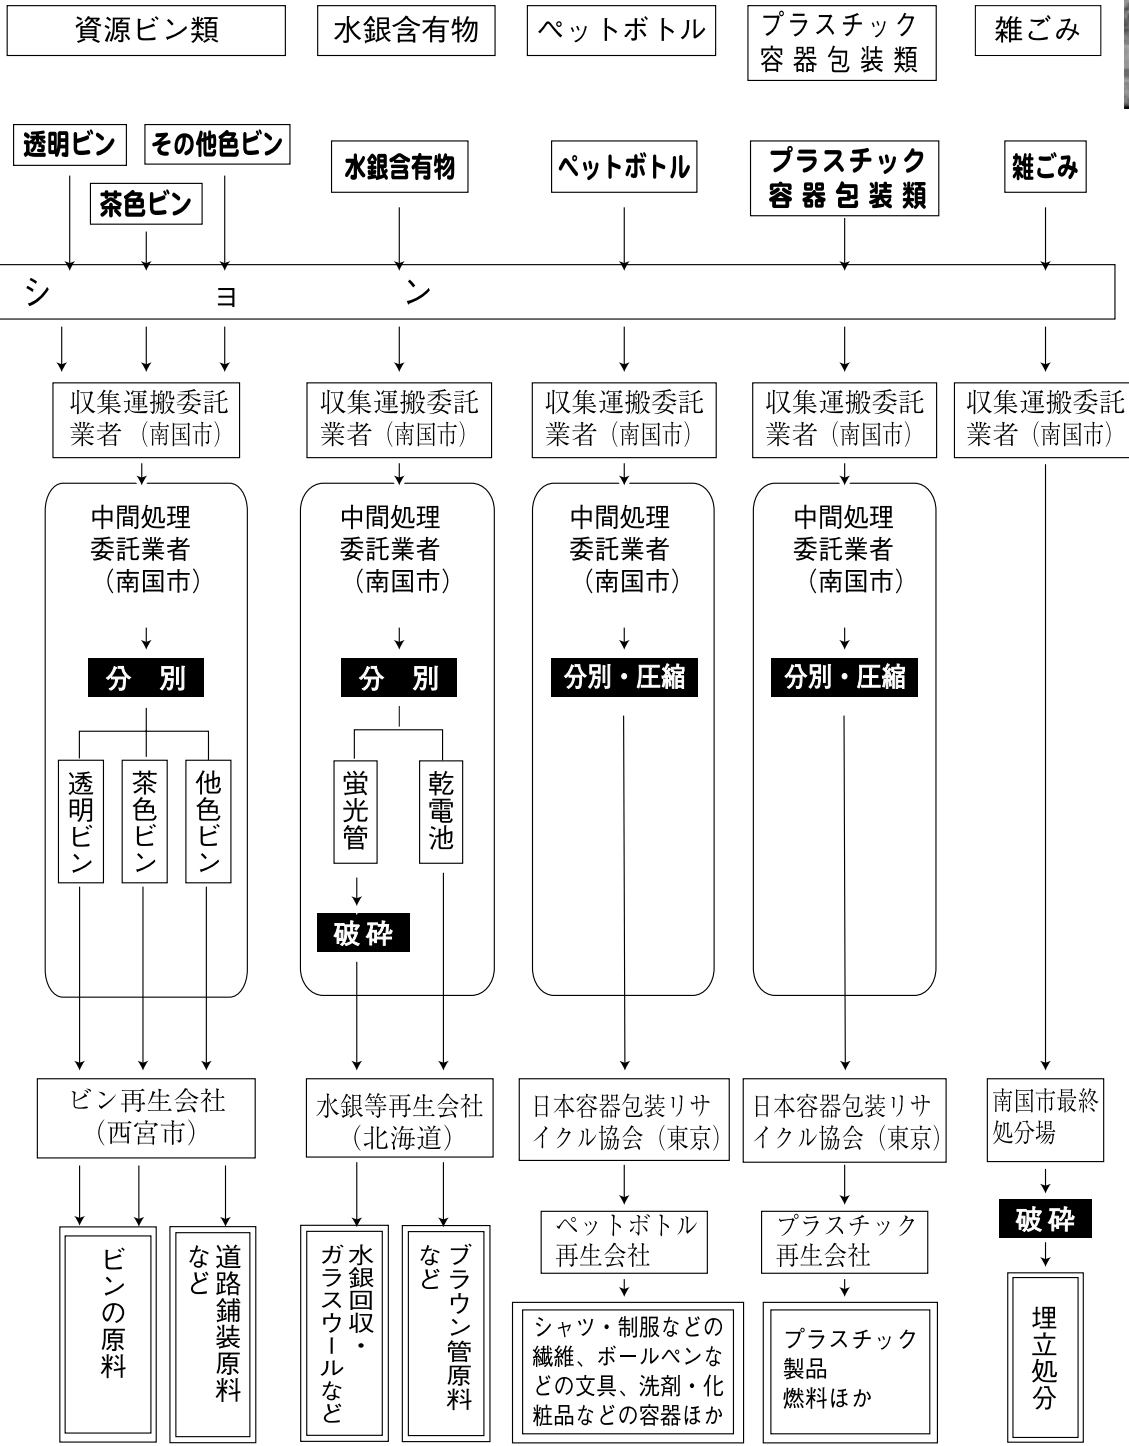 資源ビン類
水銀含有物
ペットボトル
プラスチック
容器包装類
雑ごみ
透明ビン
その他色ビン
茶色ビン
水銀含有物
ペットボトル
プラスチック
容器包装類
雑ごみ
ション
収集運搬委託
業者（南国市）
収集運搬委託
業者（南国市）
収集運搬委託
業者（南国市）
収集運搬委託
業者（南国市）
収集運搬委託
業者（南国市）
中間処理
委託業者
（南国市）
中間処理
委託業者
（南国市）
中間処理
委託業者
（南国市）
中間処理
委託業者
（南国市）
分 別
分 別
分別・圧縮
分別・圧縮
透明ビン
茶色ビン
他色ビン
蛍光管
乾電池
破砕
ビン再生会社
（西宮市）
水銀等再生会社
（北海道）
日本容器包装リサ
イクル協会（東京）
日本容器包装リサ
イクル協会（東京）
南国市最終
処分場
破砕
ペットボトル
再生会社
プラスチック
再生会社
ビンの原料
道路舗装原料
など
水銀回収・
ガラスウールなど
ブラウン管原料
など
シャツ・制服などの
繊維、ボールペンな
どの文具、洗剤・化
粧品などの容器ほか
プラスチック
製品
燃料ほか
埋立処分